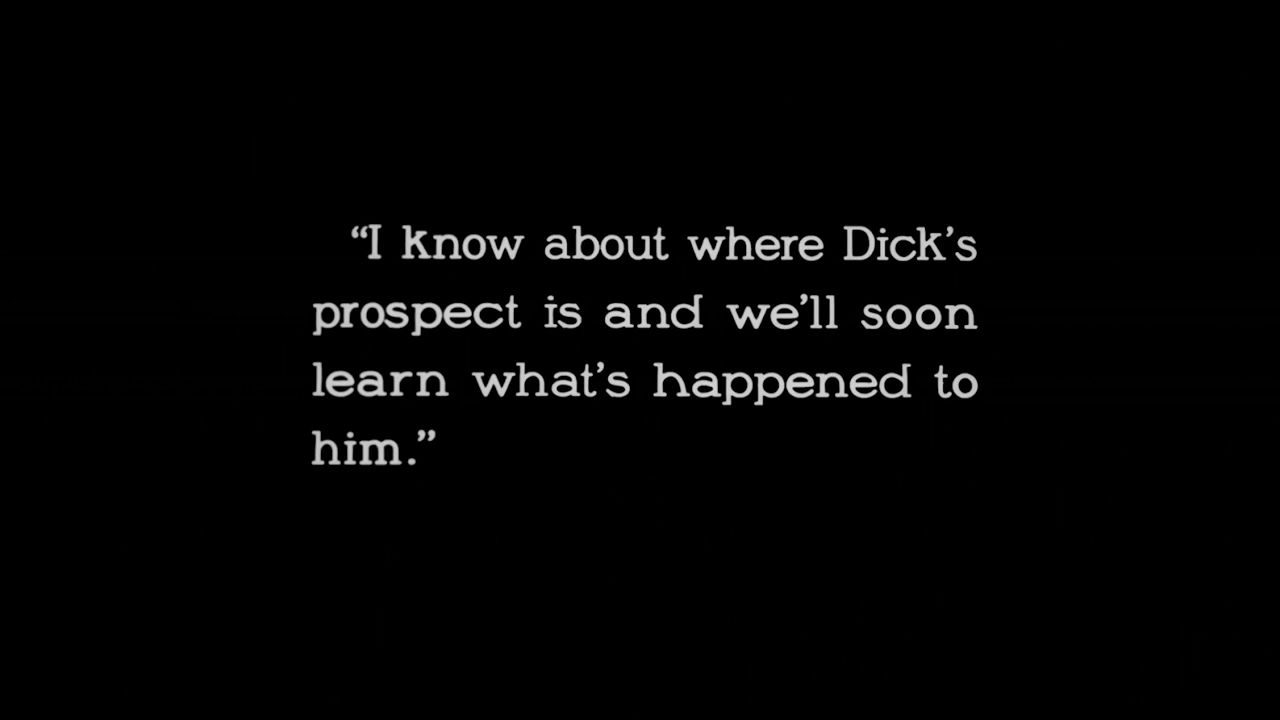 “I know about where Dick’s
prospect is and we’ll soon
learn what’s happened to
him.”